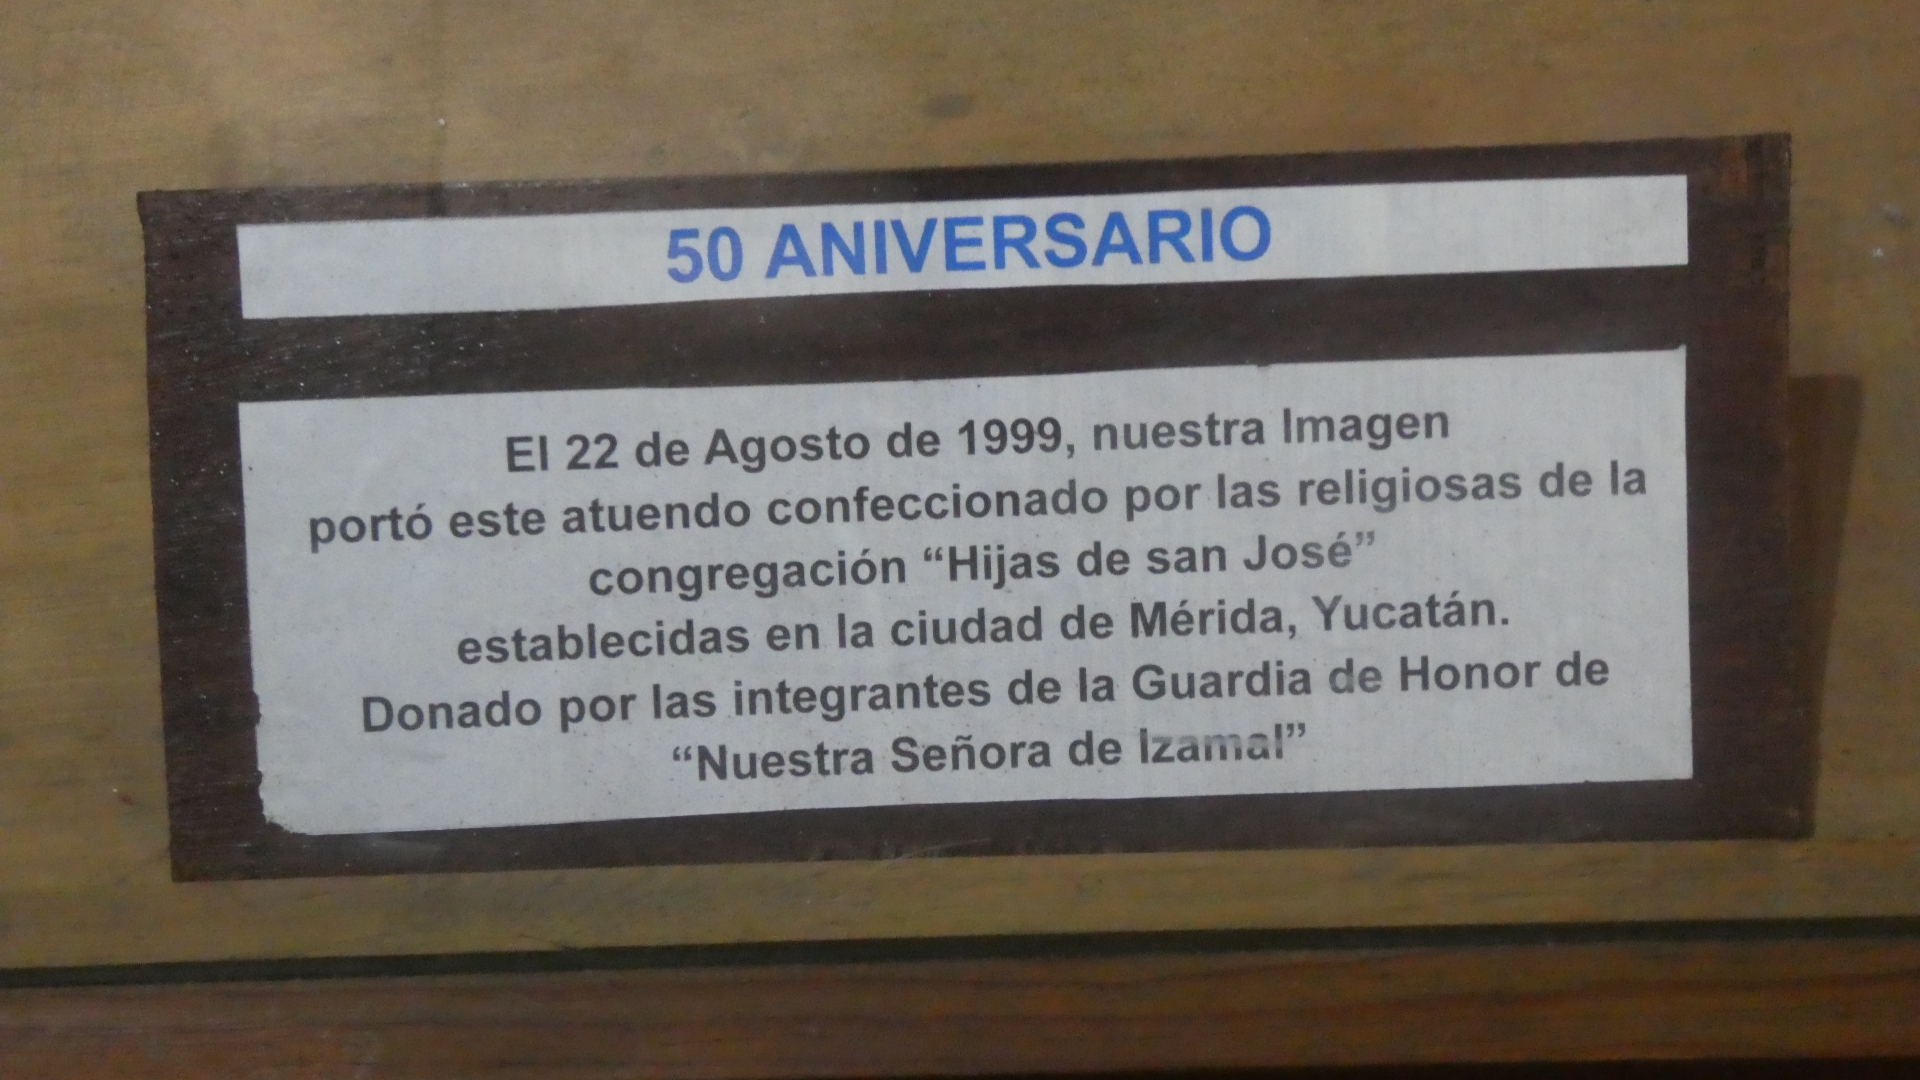 50 ANIVERSARIO
El 22 de Agosto de 1999, nuestra Imagen
portó este atuendo confeccionado por las religiosas de la
congregación “Hijas de san José”
establecidas en la ciudad de Mérida, Yucatán.
Donado por las integrantes de la Guardia de Honor de
“Nuestra Señora de Izamal”